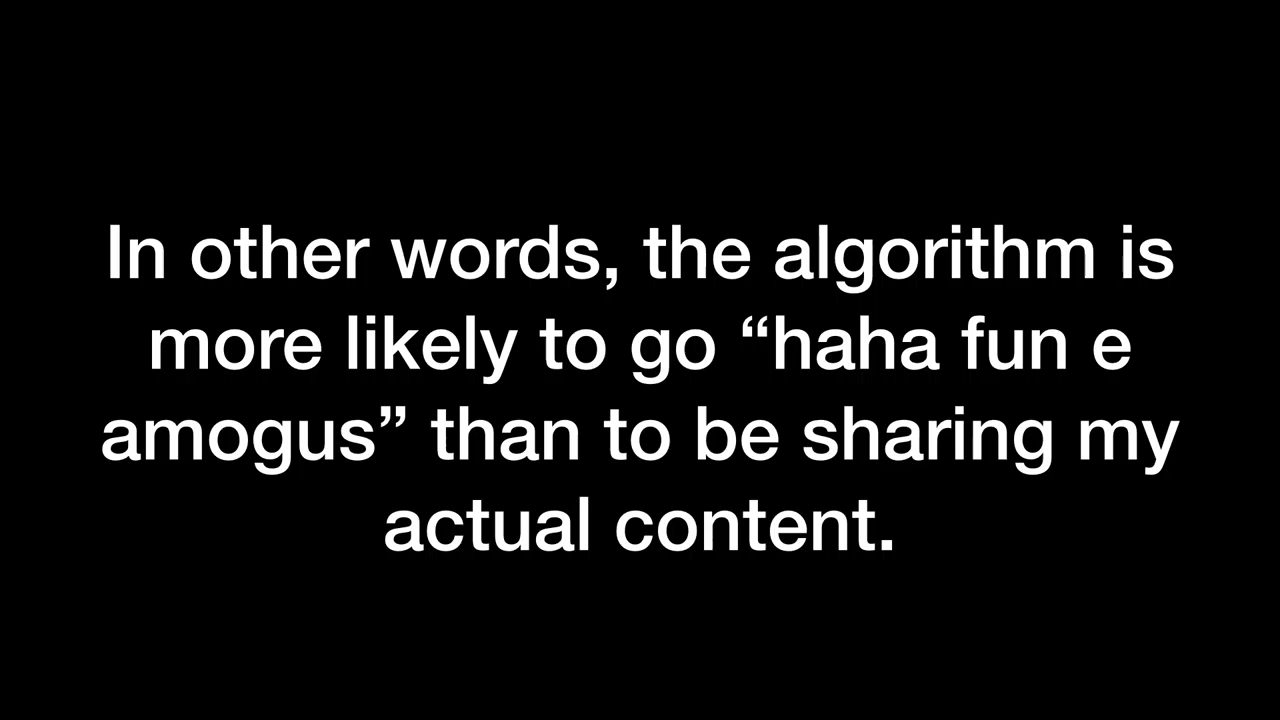 In other words, the algorithm is
more likely to go “haha fun e
amogus” than to be sharing my
actual content.